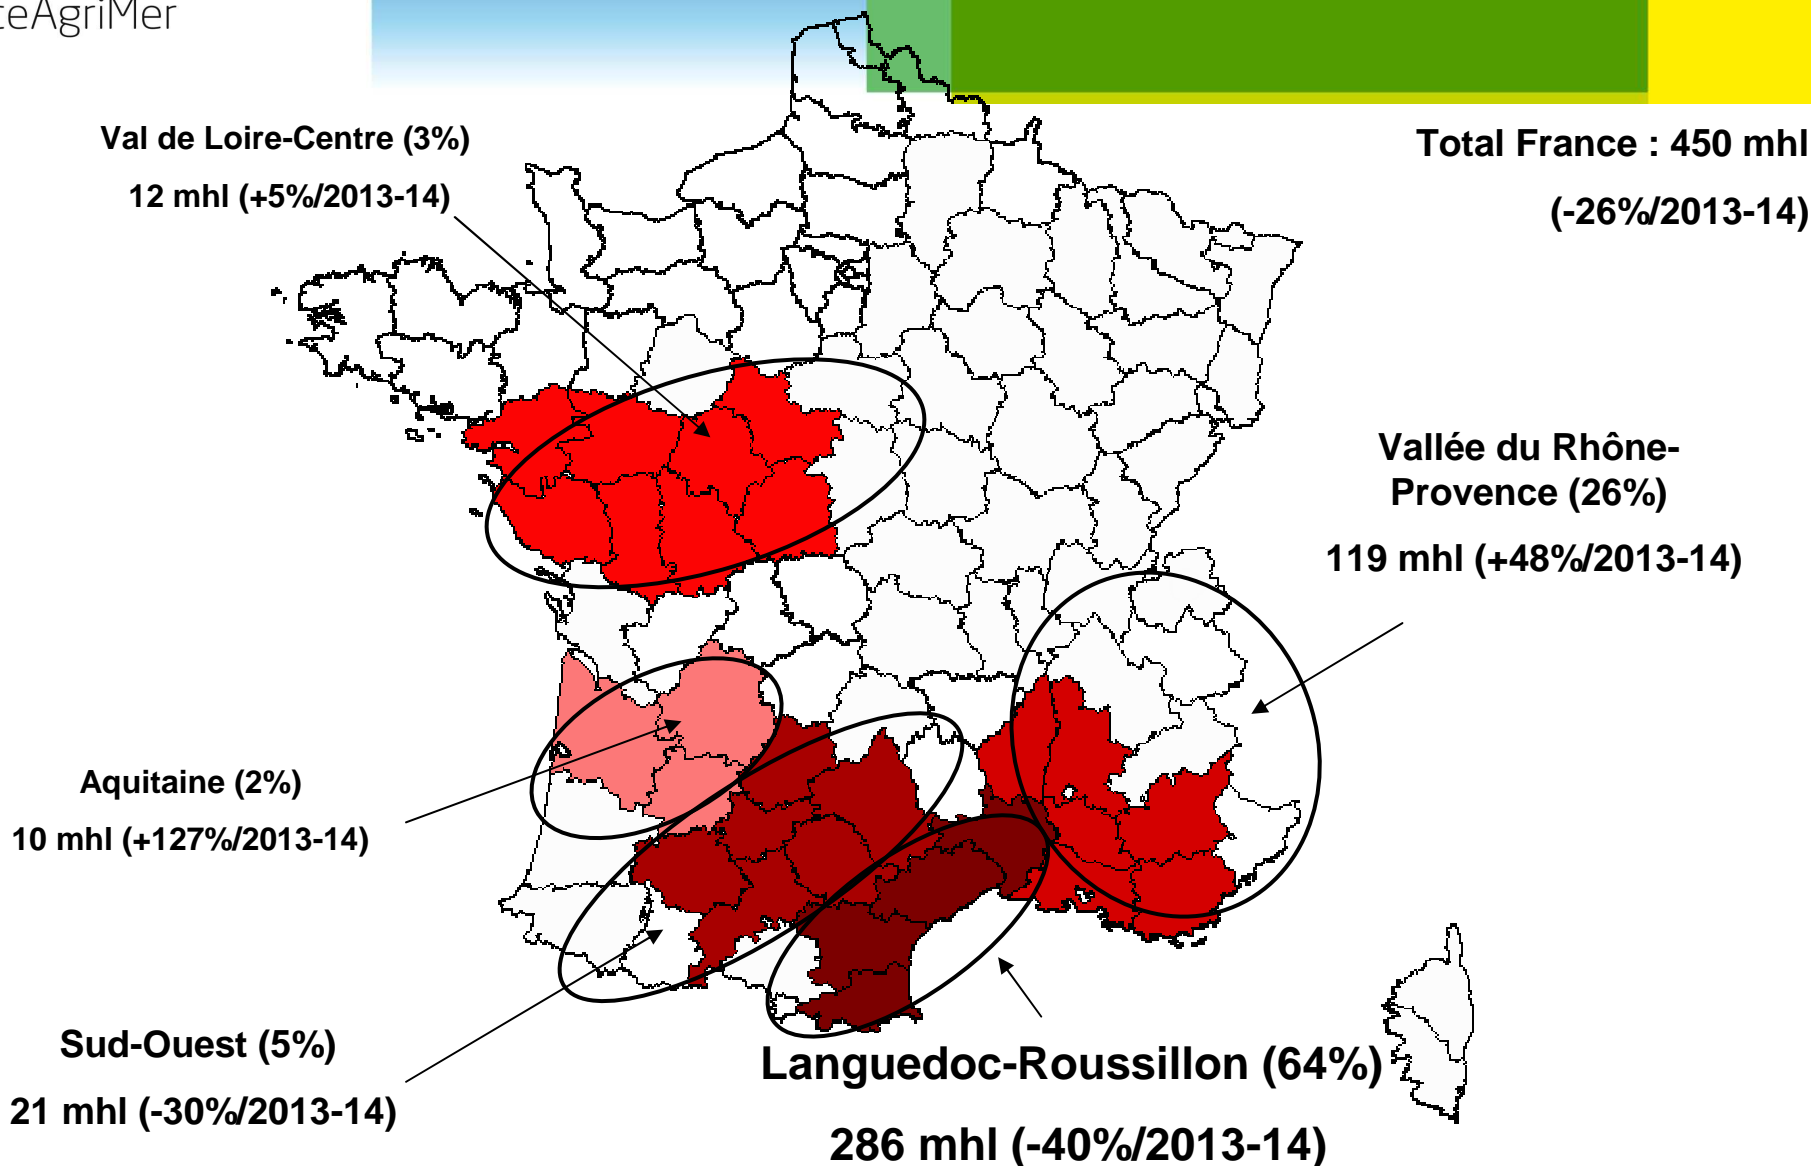 ceAgriMer
Val de Loire-Centre (3%)
12 mhl (+5%/2013-14)
Total France : 450 mhl
(-26%/2013-14)
Vallée du Rhône-
Provence (26%)
119 mhl (+48%/2013-14)
Aquitaine (2%)
10 mhl (+127%/2013-14)
Sud-Ouest (5%)
21 mhl (-30%/2013-14)
Languedoc-Roussillon (64%)
286 mhl (-40%/2013-14)